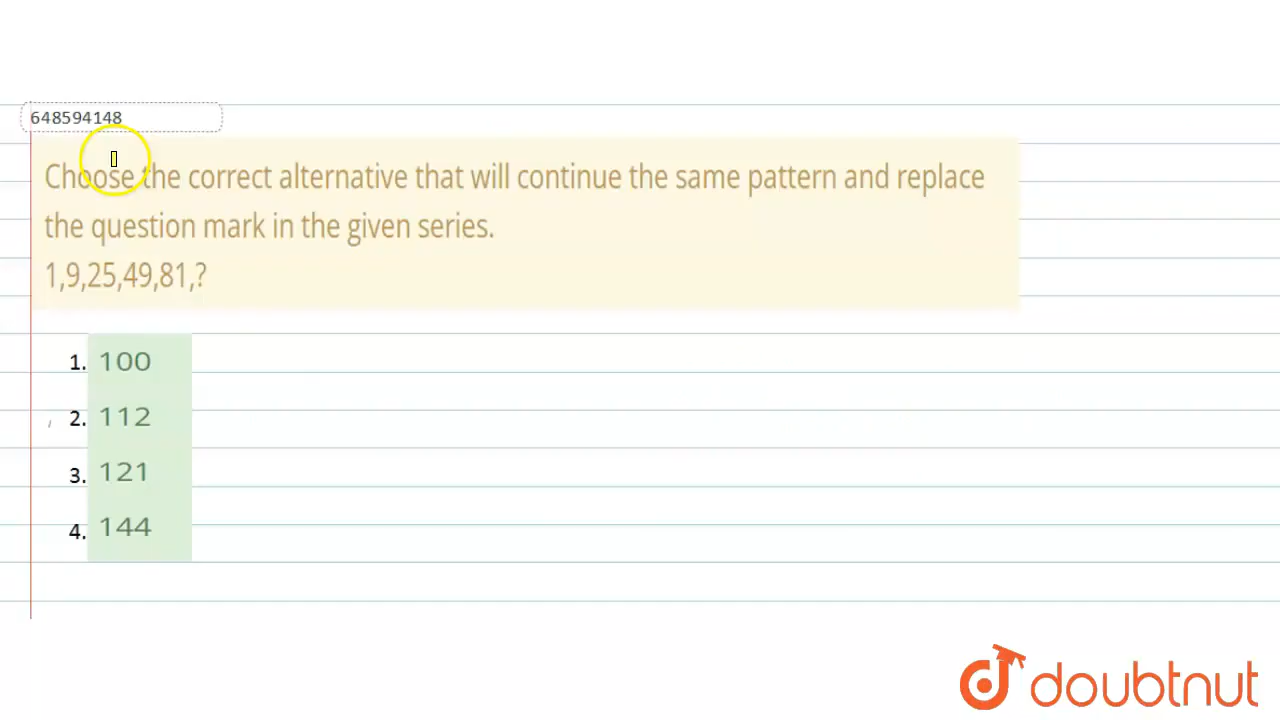 648594148
Choose the correct alternative that will continue the same pattern and replace
the question mark in the given series.
1,9,25,49,81,?
1. 100
2. 112
3. 121
4. 144
doubtnut